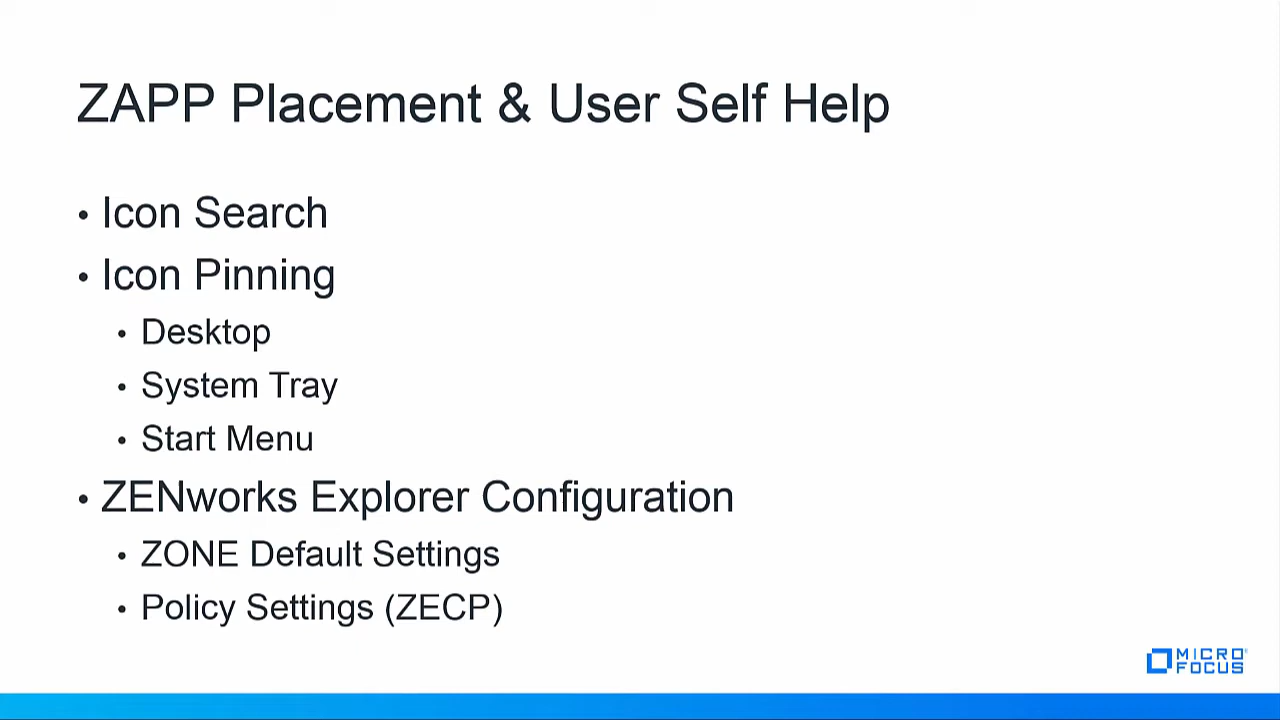 ZAPP Placement & User Self Help
• Icon Search
• Icon Pinning
• Desktop
• System Tray
• Start Menu
• ZENworks Explorer Configuration
• ZONE Default Settings
• Policy Settings (ZECP)
MICRO
FOCUS